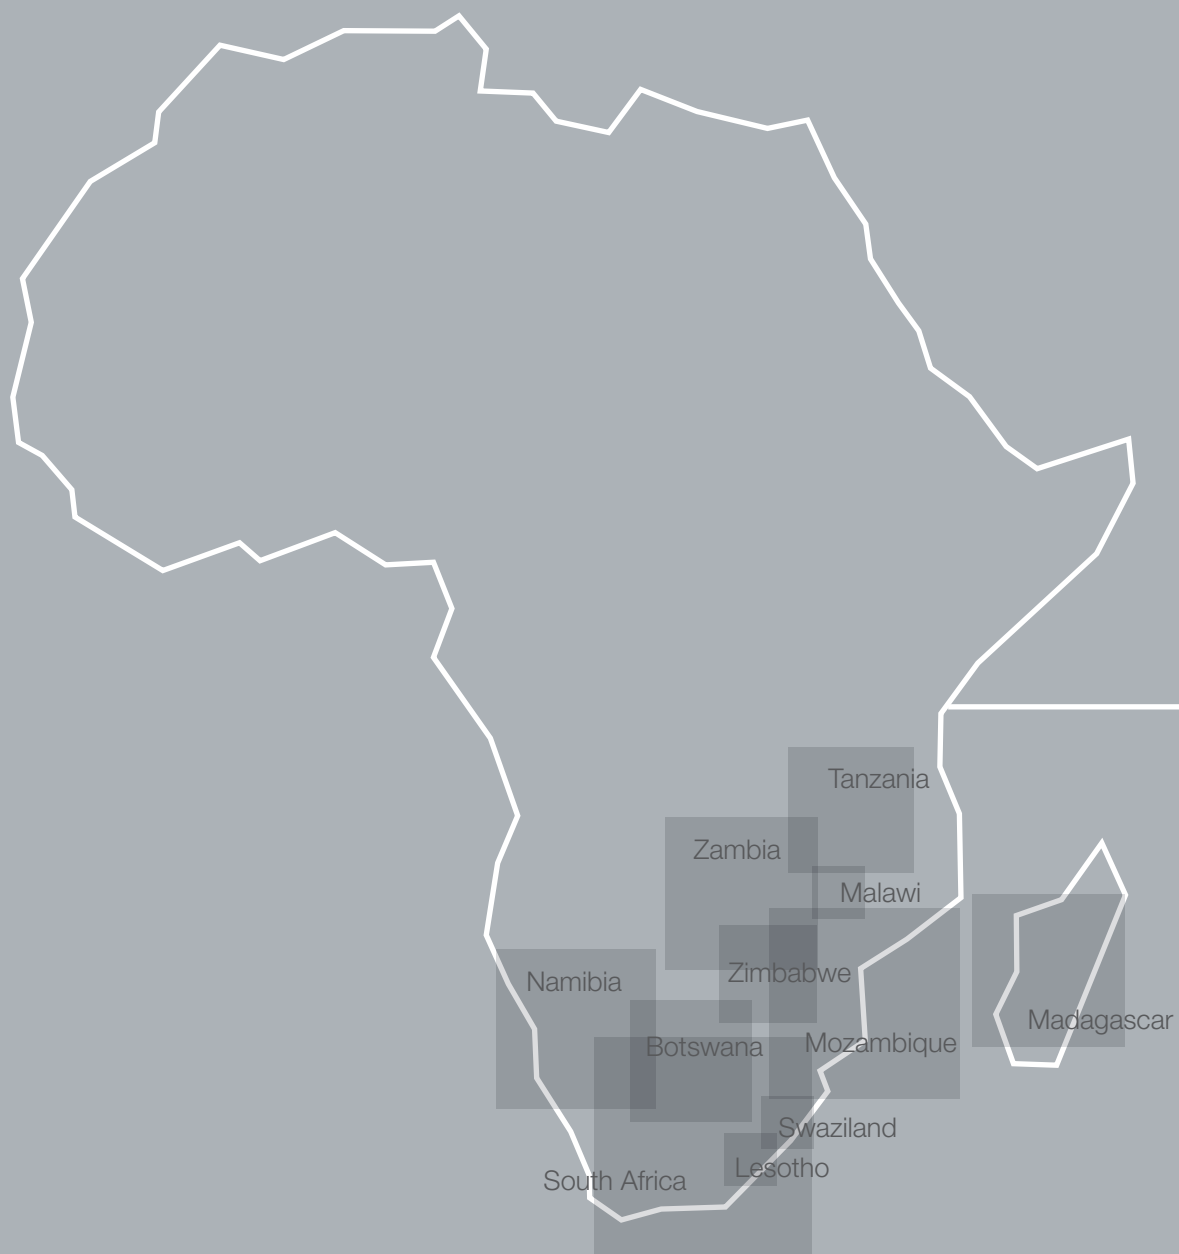 Tanzania
Zambia
Malawi
Zimbabwe
Namibia
Madagascar
Mozambique
Botswana
Swaziland
Lesotho
South Africa